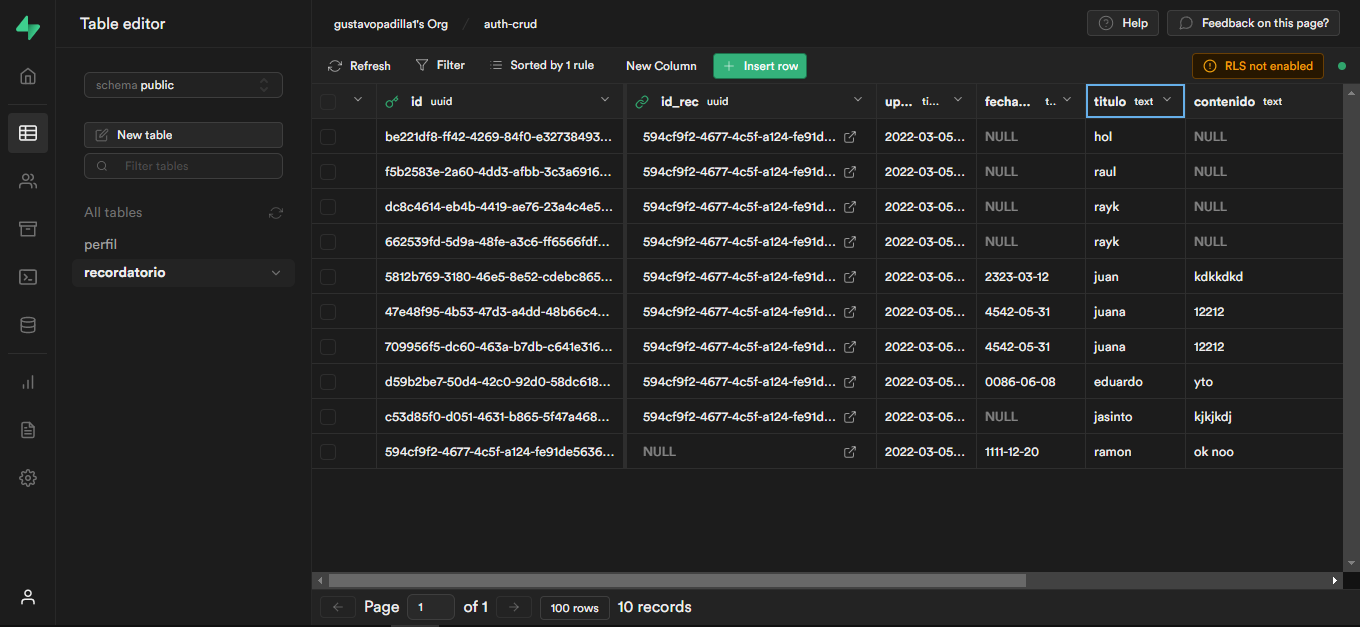 Table editor
gustavopadilla1's Org / auth-crud
Help
Feedback on this page?
schema public
New table
Filter tables
All tables
perfil
recordatorio
Refresh
Filter
Sorted by 1 rule
New Column
+ Insert row
RLS not enabled
id uuid id_rec uuid up... ti... fecha... t.. titulo text contenido text
be221df8-ff42-4269-84f0-e32738493... 594cf9f2-4677-4c5f-a124-fe91d... 2022-03-05... NULL hol NULL
f5b2583e-2a60-4dd3-afbb-3c3a6916... 594cf9f2-4677-4c5f-a124-fe91d... 2022-03-05... NULL raul NULL
dc8c4614-eb4b-4419-ae76-23a4c4e5... 594cf9f2-4677-4c5f-a124-fe91d... 2022-03-05... NULL rayk NULL
662539fd-5d9a-48fe-a3c6-ff6566fdf... 594cf9f2-4677-4c5f-a124-fe91d... 2022-03-05... NULL rayk NULL
5812b769-3180-46e5-8e52-cdebc865... 594cf9f2-4677-4c5f-a124-fe91d... 2022-03-05... 2323-03-12 juan kdkkdkd
47e48f95-4b53-47d3-a4dd-48b66c4... 594cf9f2-4677-4c5f-a124-fe91d... 2022-03-05... 4542-05-31 juana 12212
709956f5-dc60-463a-b7db-c641e316... 594cf9f2-4677-4c5f-a124-fe91d... 2022-03-05... 4542-05-31 juana 12212
d59b2be7-50d4-42c0-92d0-58dc618... 594cf9f2-4677-4c5f-a124-fe91d... 2022-03-05... 0086-06-08 eduardo yto
c53d85f0-d051-4631-b865-5f47a468... 594cf9f2-4677-4c5f-a124-fe91d... 2022-03-05... NULL jasinto kjkjkdj
594cf9f2-4677-4c5f-a124-fe91de5636... NULL 2022-03-05... 1111-12-20 ramon ok noo
Page 1 of 1 100 rows 10 records